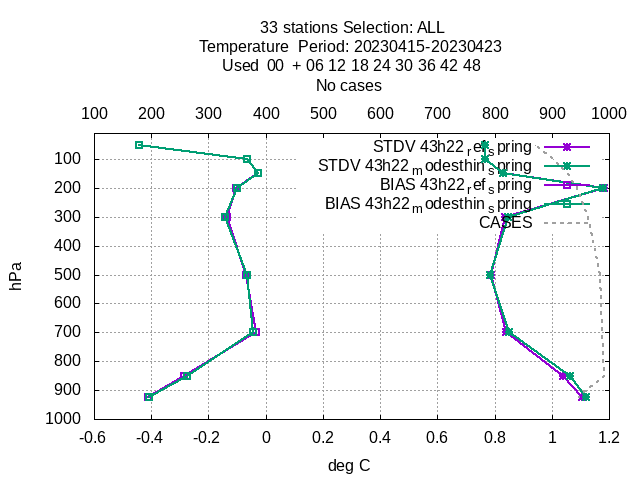 33 stations Selection: ALL
Temperature Period: 20230415-20230423
Used 00 + 06 12 18 24 30 36 42 48
No cases
100 200 300 400 500 600 700 800 900 1000
STDV 43h22_ref_spring
STDV 43h22_modesthin_spring
BIAS 43h22_ref_spring
BIAS 43h22_modesthin_spring
CASES
100
200
300
400
500
600
700
800
900
1000
hPa
-0.6 -0.4 -0.2 0 0.2 0.4 0.6 0.8 1 1.2
deg C